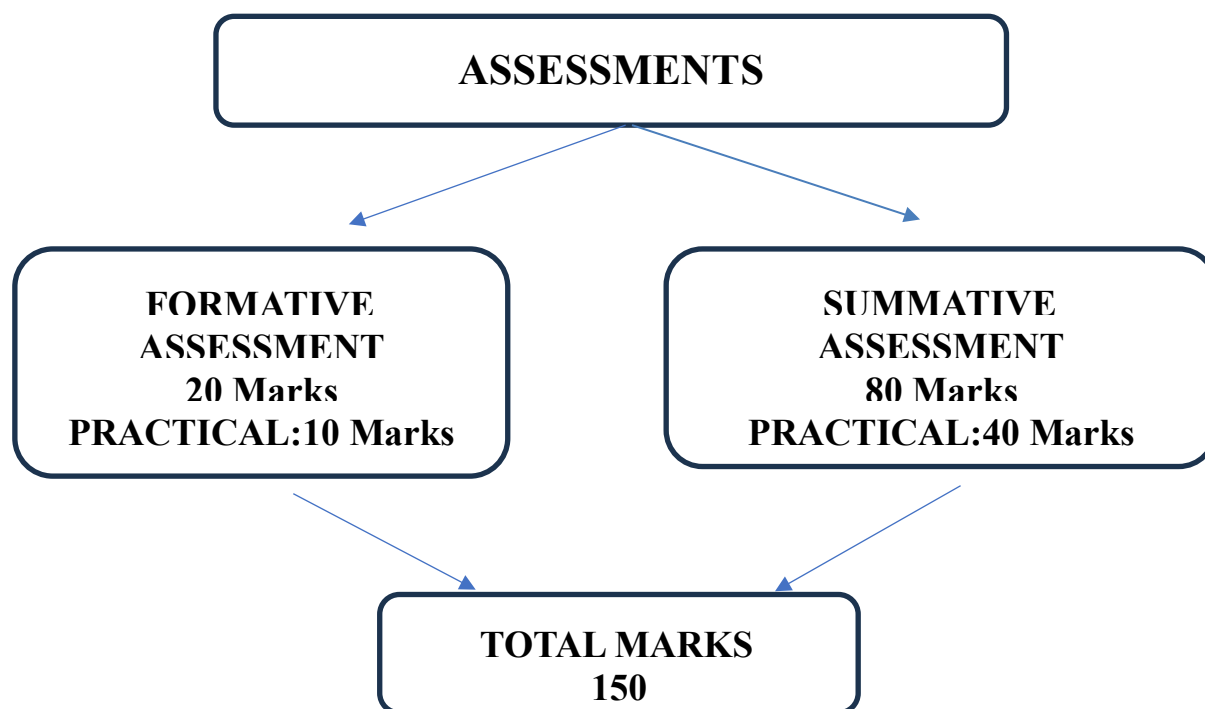 ASSESSMENTS
FORMATIVE
ASSESSMENT
20 Marks
PRACTICAL:10 Marks
SUMMATIVE
ASSESSMENT
80 Marks
PRACTICAL:40 Marks
TOTAL MARKS
150